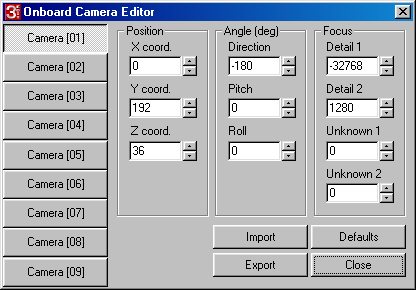 Onboard Camera Editor
Camera [01]
Camera [02]
Camera [03]
Camera [04]
Camera [05]
Camera [06]
Camera [07]
Camera [08]
Camera [09]
Position
X coord.
0
Y coord.
192
Z coord.
36
Angle (deg)
Direction
-180
Pitch
0
Roll
0
Focus
Detail 1
-32768
Detail 2
1280
Unknown 1
0
Unknown 2
0
Import
Defaults
Export
Close